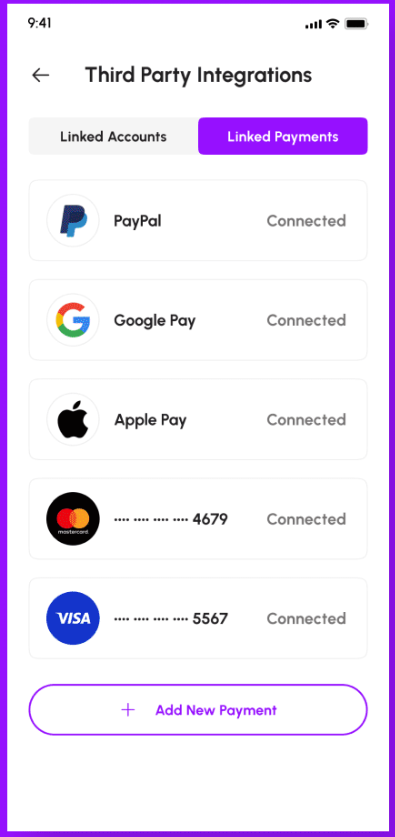 9:41
Third Party Integrations
Linked Accounts Linked Payments
PayPal Connected
Google Pay Connected
Apple Pay Connected
mastercard •••• •••• •••• •••• 4679 Connected
VISA •••• •••• •••• •••• 5567 Connected
+ Add New Payment